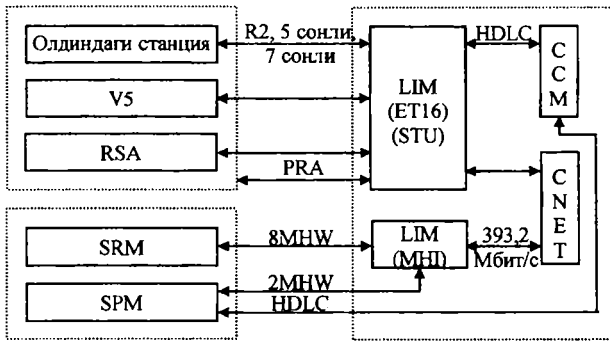 Олдиндаги станция
R2, 5 сонли,
7 сонли
V5
RSA
PRA
LIM
(ET16)
(STU)
HDLC
C
C
M
C
N
E
T
SRM
8MHW
LIM
(MHI)
393,2
Мбит/с
SPM
2MHW
HDLC